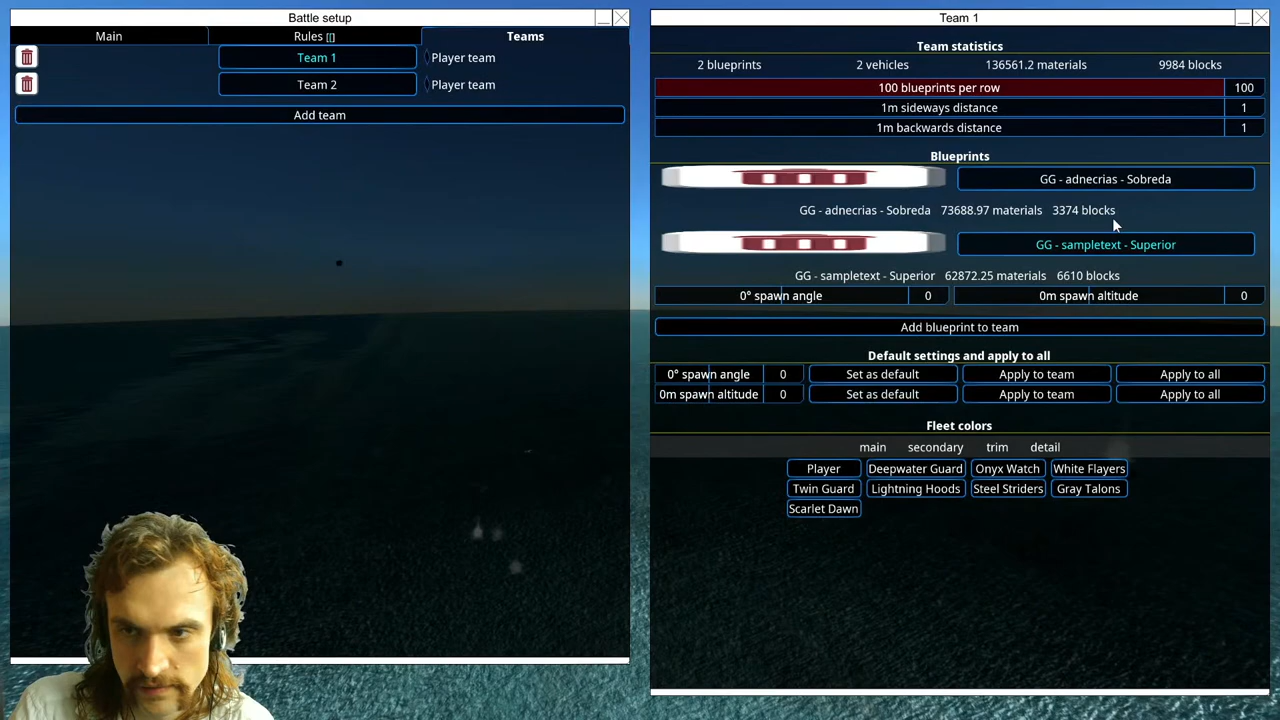 Battle setup
Main Rules [[] Teams
Team 1 Player team
Team 2 Player team
Add team
Team 1
Team statistics
2 blueprints 2 vehicles 136561.2 materials 9984 blocks
100 blueprints per row 100
1m sideways distance 1
1m backwards distance 1
Blueprints
GG - adnecrias - Sobreda
GG - adnecrias - Sobreda 73688.97 materials 3374 blocks
GG - sampletext - Superior
GG - sampletext - Superior 62872.25 materials 6610 blocks
0° spawn angle 0 0m spawn altitude 0
Add blueprint to team
Default settings and apply to all
0° spawn angle 0 Set as default Apply to team Apply to all
0m spawn altitude 0 Set as default Apply to team Apply to all
Fleet colors
main secondary trim detail
Player Deepwater Guard Onyx Watch White Flayers
Twin Guard Lightning Hoods Steel Striders Gray Talons
Scarlet Dawn